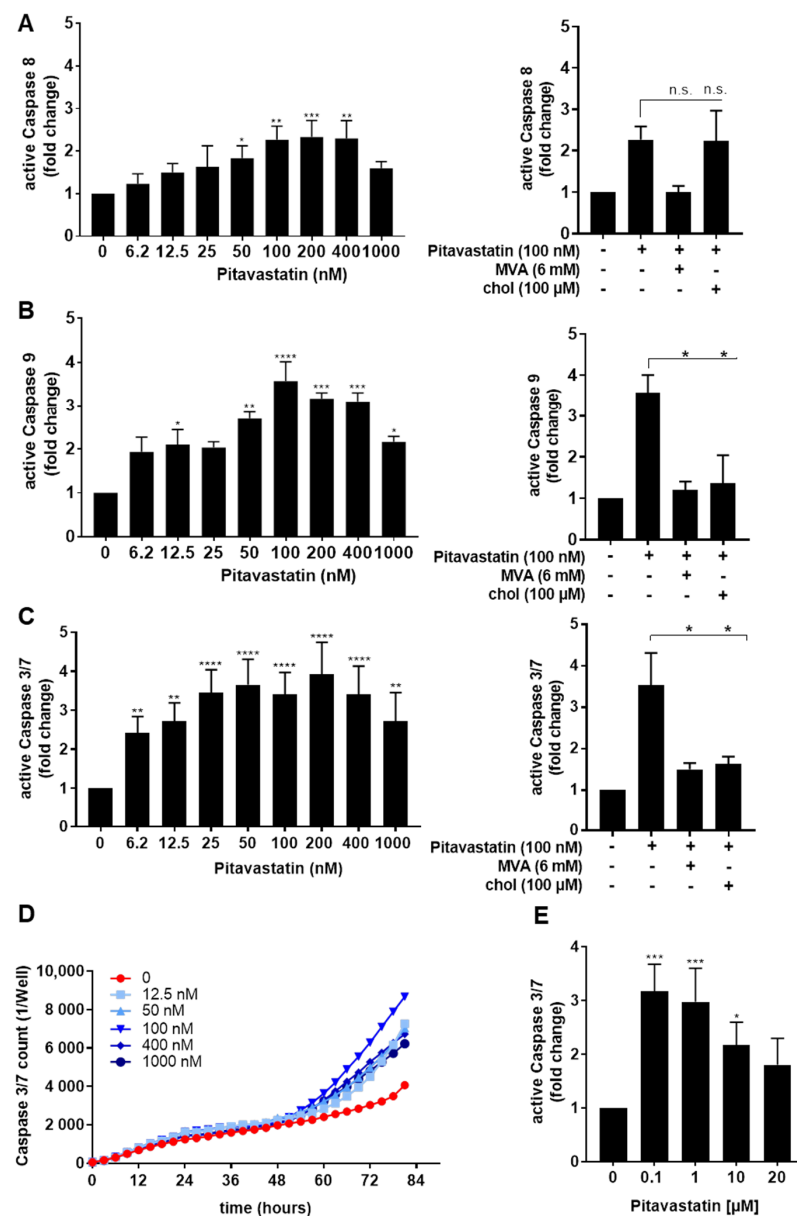 A
active Caspase 8
(fold change)
5
4
3
2
1
0
* ** *** **
0 6.2 12.5 25 50 100 200 400 1000
Pitavastatin (nM)
active Caspase 8
(fold change)
5
4
3
2
1
0
n.s. n.s.
Pitavastatin (100 nM) - + + +
MVA (6 mM) - - + -
chol (100 µM) - - - +
B
active Caspase 9
(fold change)
5
4
3
2
1
0
* ** **** *** *** *
0 6.2 12.5 25 50 100 200 400 1000
Pitavastatin (nM)
active Caspase 9
(fold change)
5
4
3
2
1
0
* *
Pitavastatin (100 nM) - + + +
MVA (6 mM) - - + -
chol (100 µM) - - - +
C
active Caspase 3/7
(fold change)
5
4
3
2
1
0
** ** **** **** **** **** **** **
0 6.2 12.5 25 50 100 200 400 1000
Pitavastatin (nM)
active Caspase 3/7
(fold change)
5
4
3
2
1
0
* *
Pitavastatin (100 nM) - + + +
MVA (6 mM) - - + -
chol (100 µM) - - - +
D
Caspase 3/7 count (1/Well)
10,000
8 000
6 000
4 000
2 000
0
0
12.5 nM
50 nM
100 nM
400 nM
1000 nM
0 12 24 36 48 60 72 84
time (hours)
E
active Caspase 3/7
(fold change)
4
3
2
1
0
*** *** *
0 0.1 1 10 20
Pitavastatin [µM]